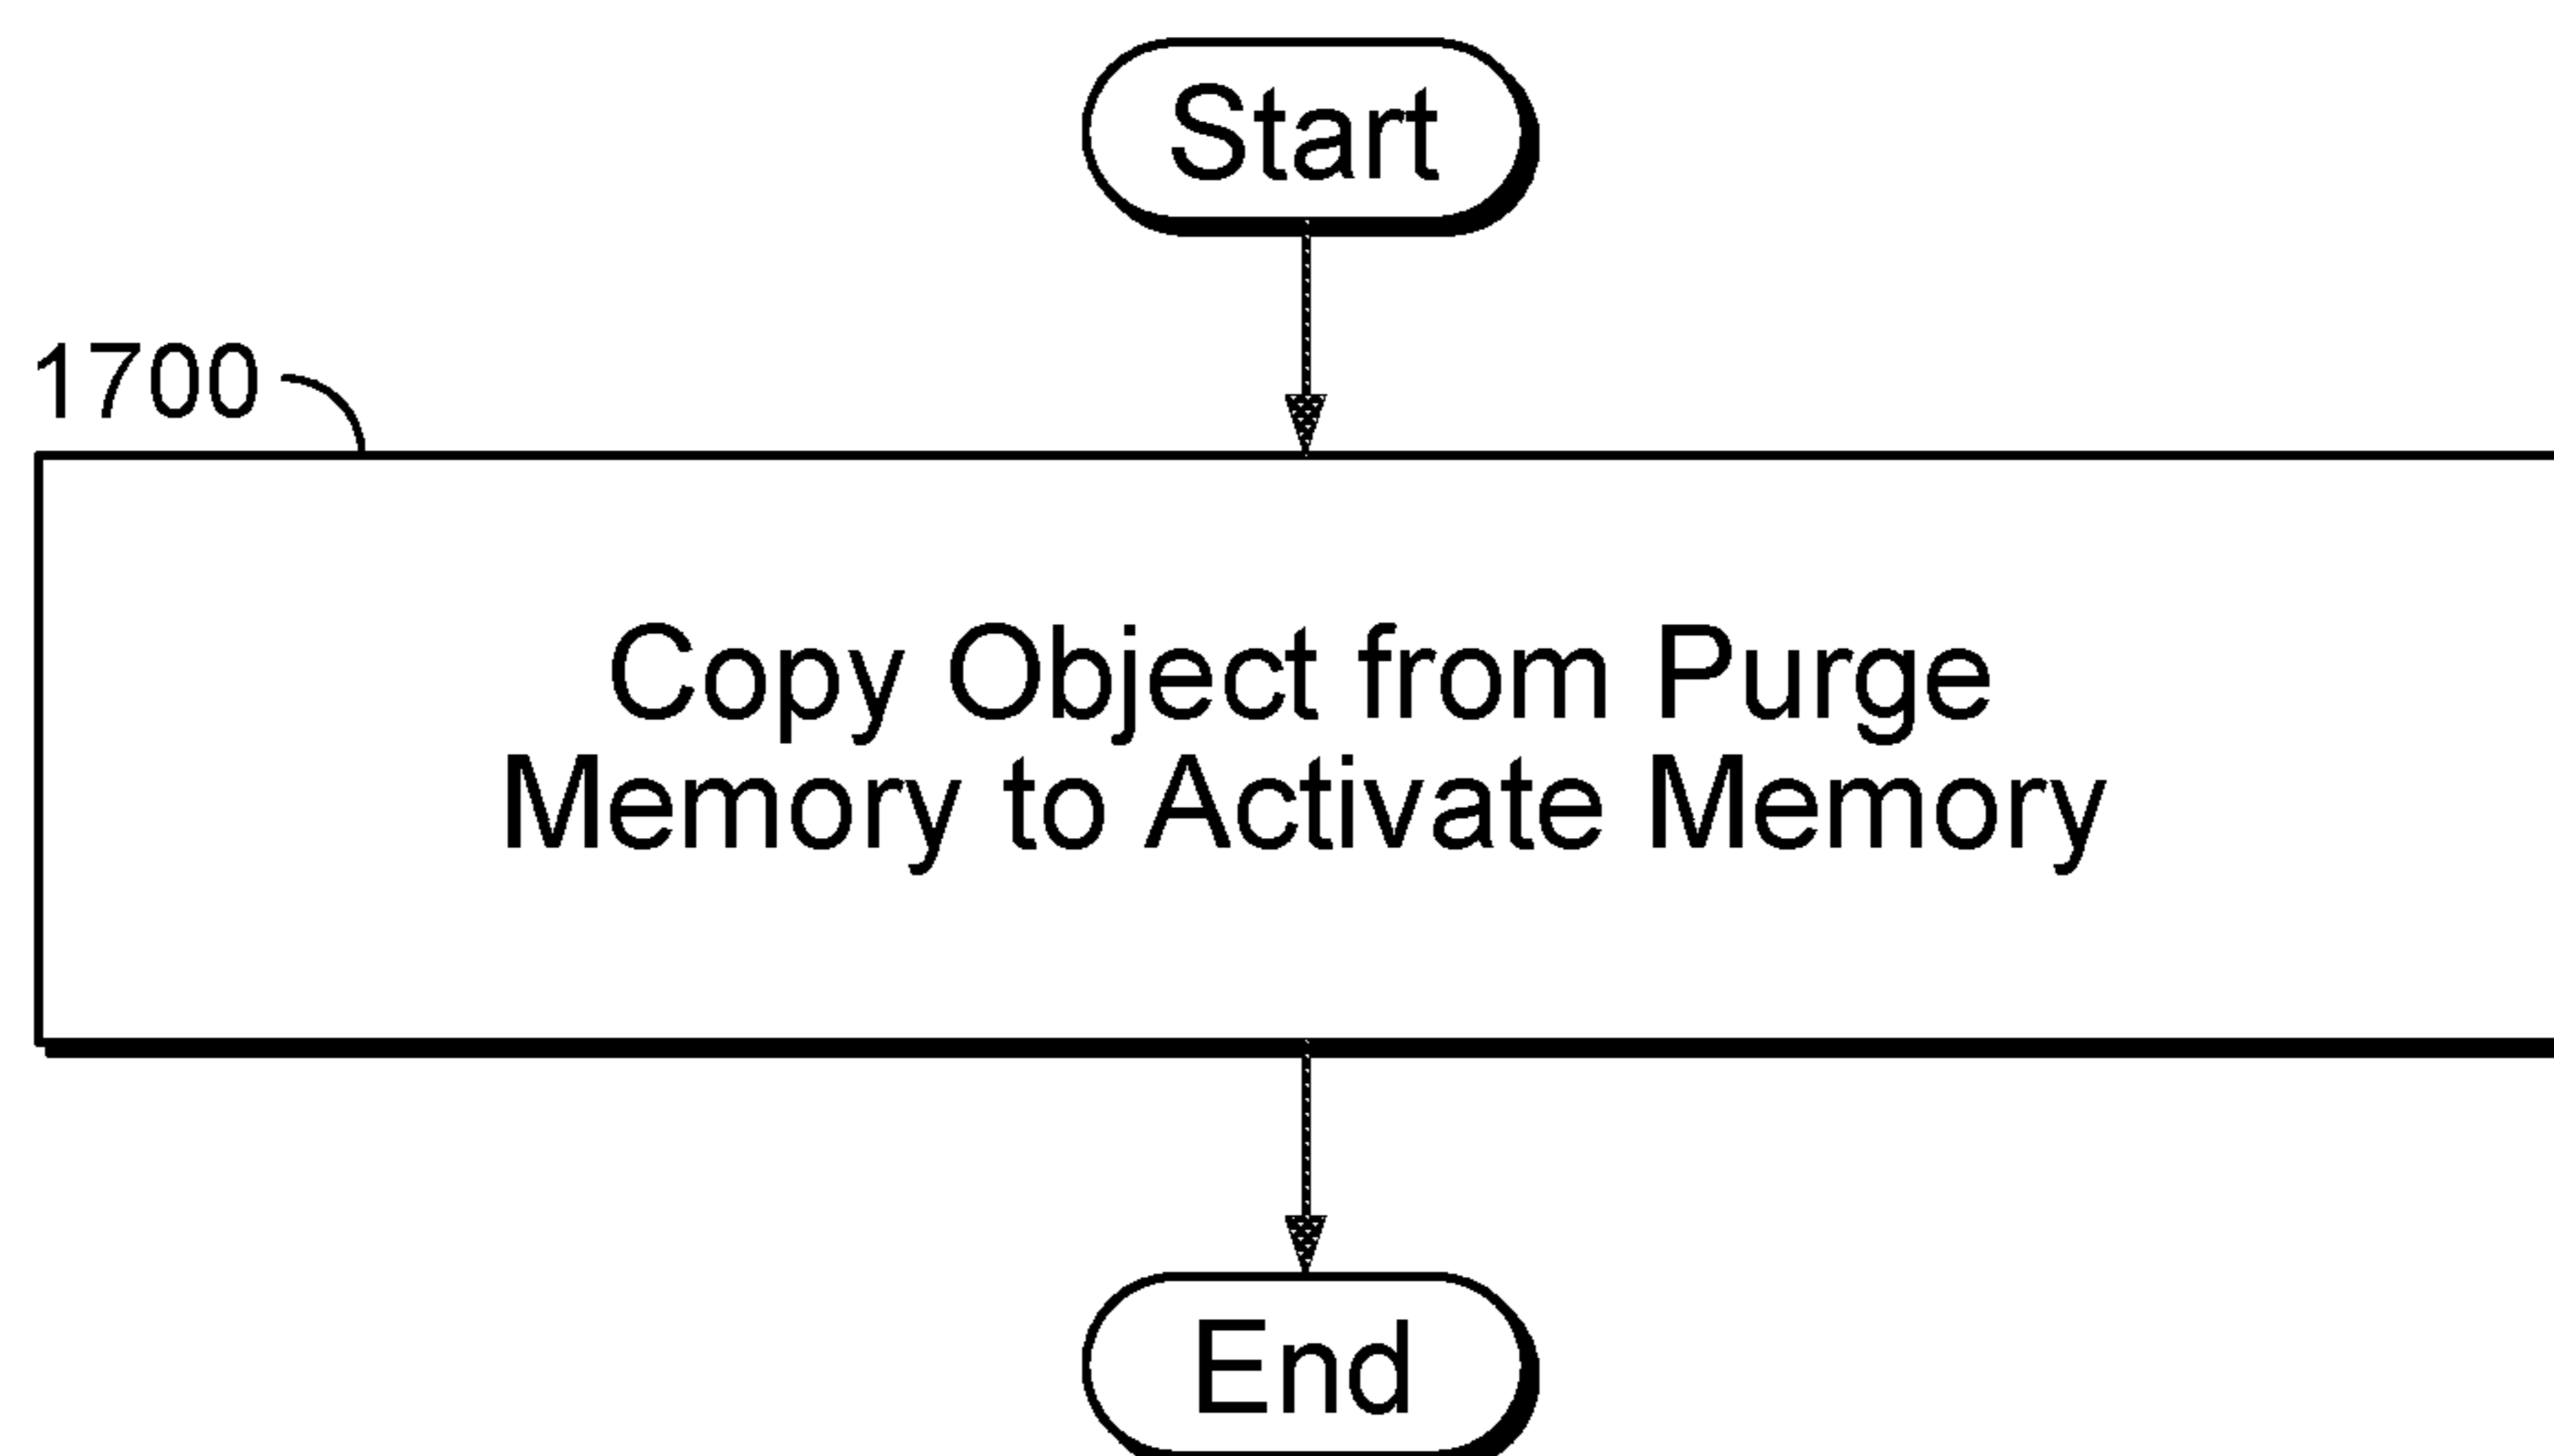 Start
1700
Copy Object from Purge
Memory to Activate Memory
End